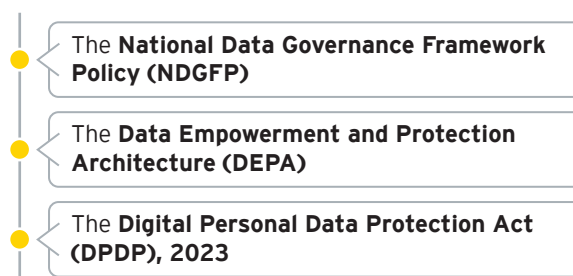 The National Data Governance Framework
Policy (NDGFP)
The Data Empowerment and Protection
Architecture (DEPA)
The Digital Personal Data Protection Act
(DPDP), 2023